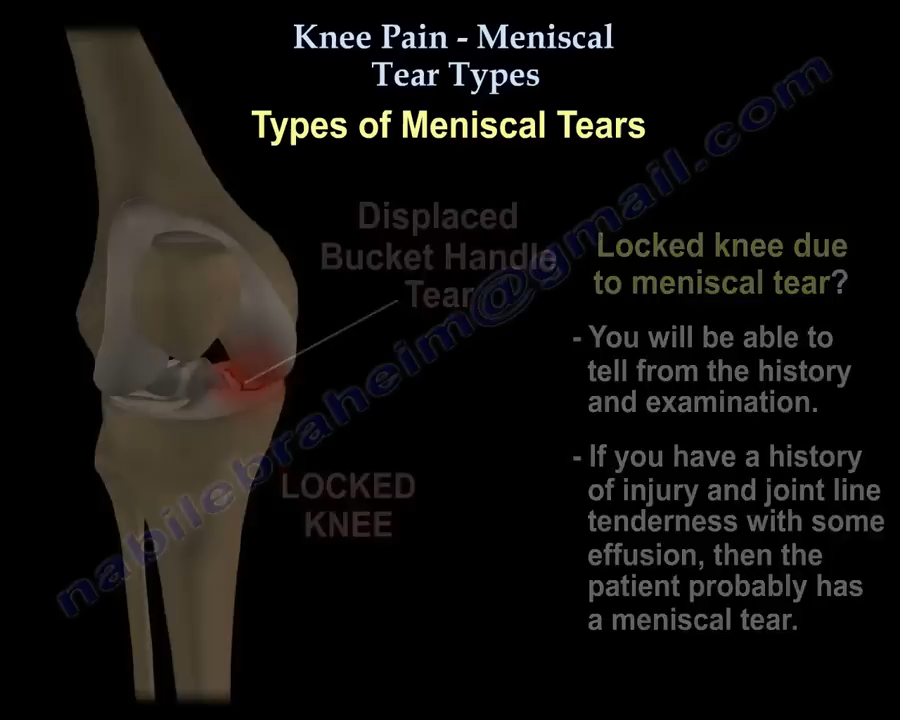 Knee Pain - Meniscal
Tear Types
Types of Meniscal Tears
Displaced
Bucket Handle
Tear
Locked knee due
to meniscal tear?
- You will be able to
tell from the history
and examination.
- If you have a history
of injury and joint line
tenderness with some
effusion, then the
patient probably has
a meniscal tear.
LOCKED
KNEE
nabilebraheim@gmail.com